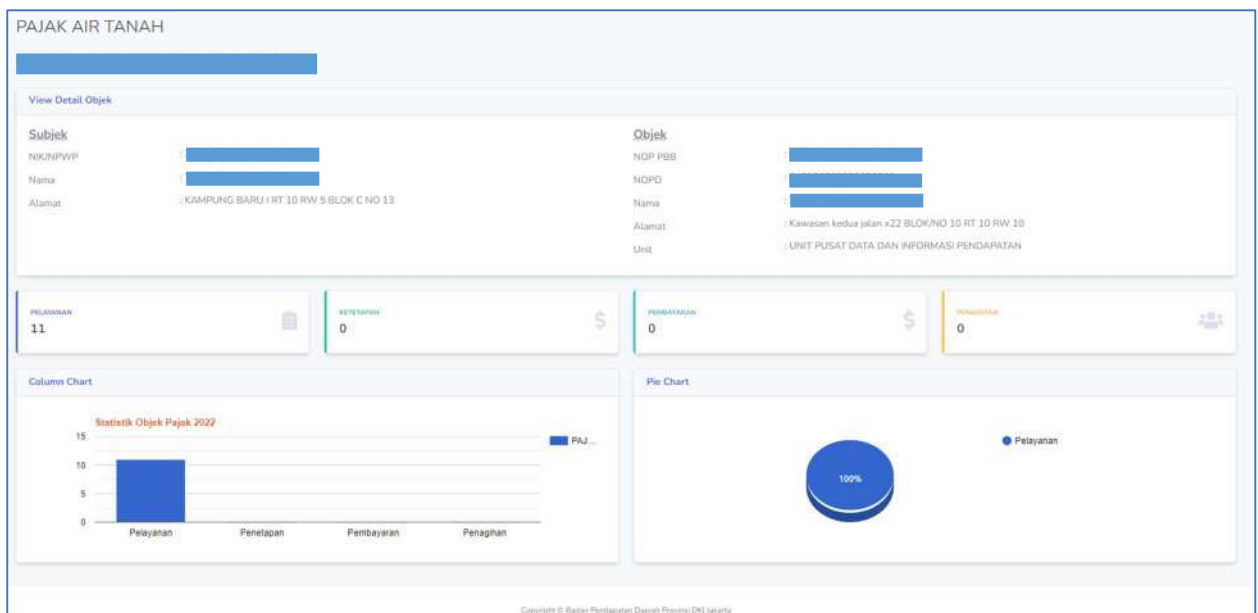 PAJAK AIR TANAH
View Detail Objek
Subjek
NIK/NPWP :
Nama :
Alamat : KAMPUNG BARU I RT 10 RW 5 BLOK C NO 13
Objek
NOP PBB :
NOPD :
Nama :
Alamat : Kawasan kedua jalan x22 BLOK/NO 10 RT 10 RW 10
Unit : UNIT PUSAT DATA DAN INFORMASI PENDAPATAN
PELAYANAN
11
KETETAPAN
0
PEMBAYARAN
0
PENAGIHAN
0
Column Chart
Statistik Objek Pajak 2022
15
10
5
0
Pelayanan Penetapan Pembayaran Penagihan
PAJ...
Pie Chart
100%
Pelayanan
Copyright © Badan Pendapatan Daerah Provinsi DKI Jakarta